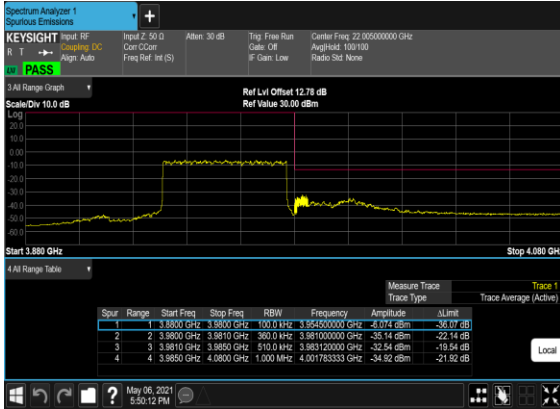 Spectrum Analyzer 1
Spurious Emissions
+
KEYSIGHT Input: RF Input Z: 50 Ω Atten: 30 dB Trig: Free Run Center Freq: 22.005000000 GHz
R T Coupling: DC Corr CCorr Gate: Off Avg|Hold: 100/100
Align: Auto Freq Ref: Int (S) IF Gain: Low Radio Std: None
PASS
3 All Range Graph
Ref Lvl Offset 12.78 dB
Scale/Div 10.0 dB Ref Value 30.00 dBm
Log
20.0
10.0
0.00
-10.0
-20.0
-30.0
-40.0
-50.0
-60.0
Start 3.880 GHz Stop 4.080 GH
4 All Range Table
Measure Trace Trace 1
Trace Type Trace Average (Active)
Spur Range Start Freq Stop Freq RBW Frequency Amplitude ΔLimit
1 1 3.8800 GHz 3.9800 GHz 100.0 kHz 3.954500000 GHz -6.074 dBm -36.07 dB
2 2 3.9800 GHz 3.9810 GHz 360.0 kHz 3.981000000 GHz -35.14 dBm -22.14 dB
3 3 3.9810 GHz 3.9850 GHz 510.0 kHz 3.983120000 GHz -32.54 dBm -19.54 dB
4 4 3.9850 GHz 4.0800 GHz 1.000 MHz 4.001783333 GHz -34.92 dBm -21.92 dB
Local
?
May 06, 2021
5:50:12 PM